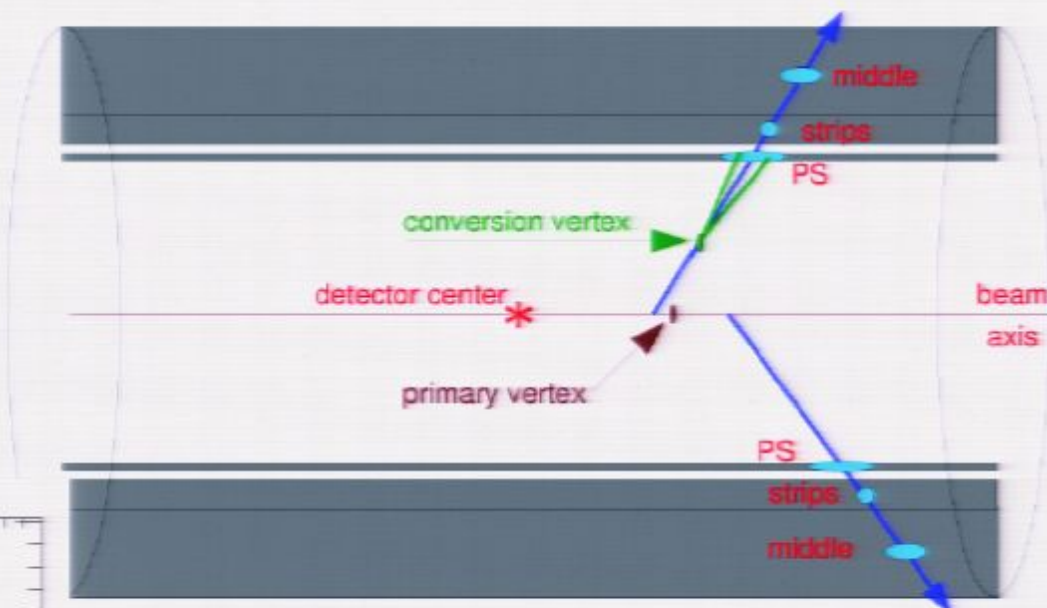 middle
strips
PS
conversion vertex
detector center
*
beam
axis
primary vertex
PS
strips
middle